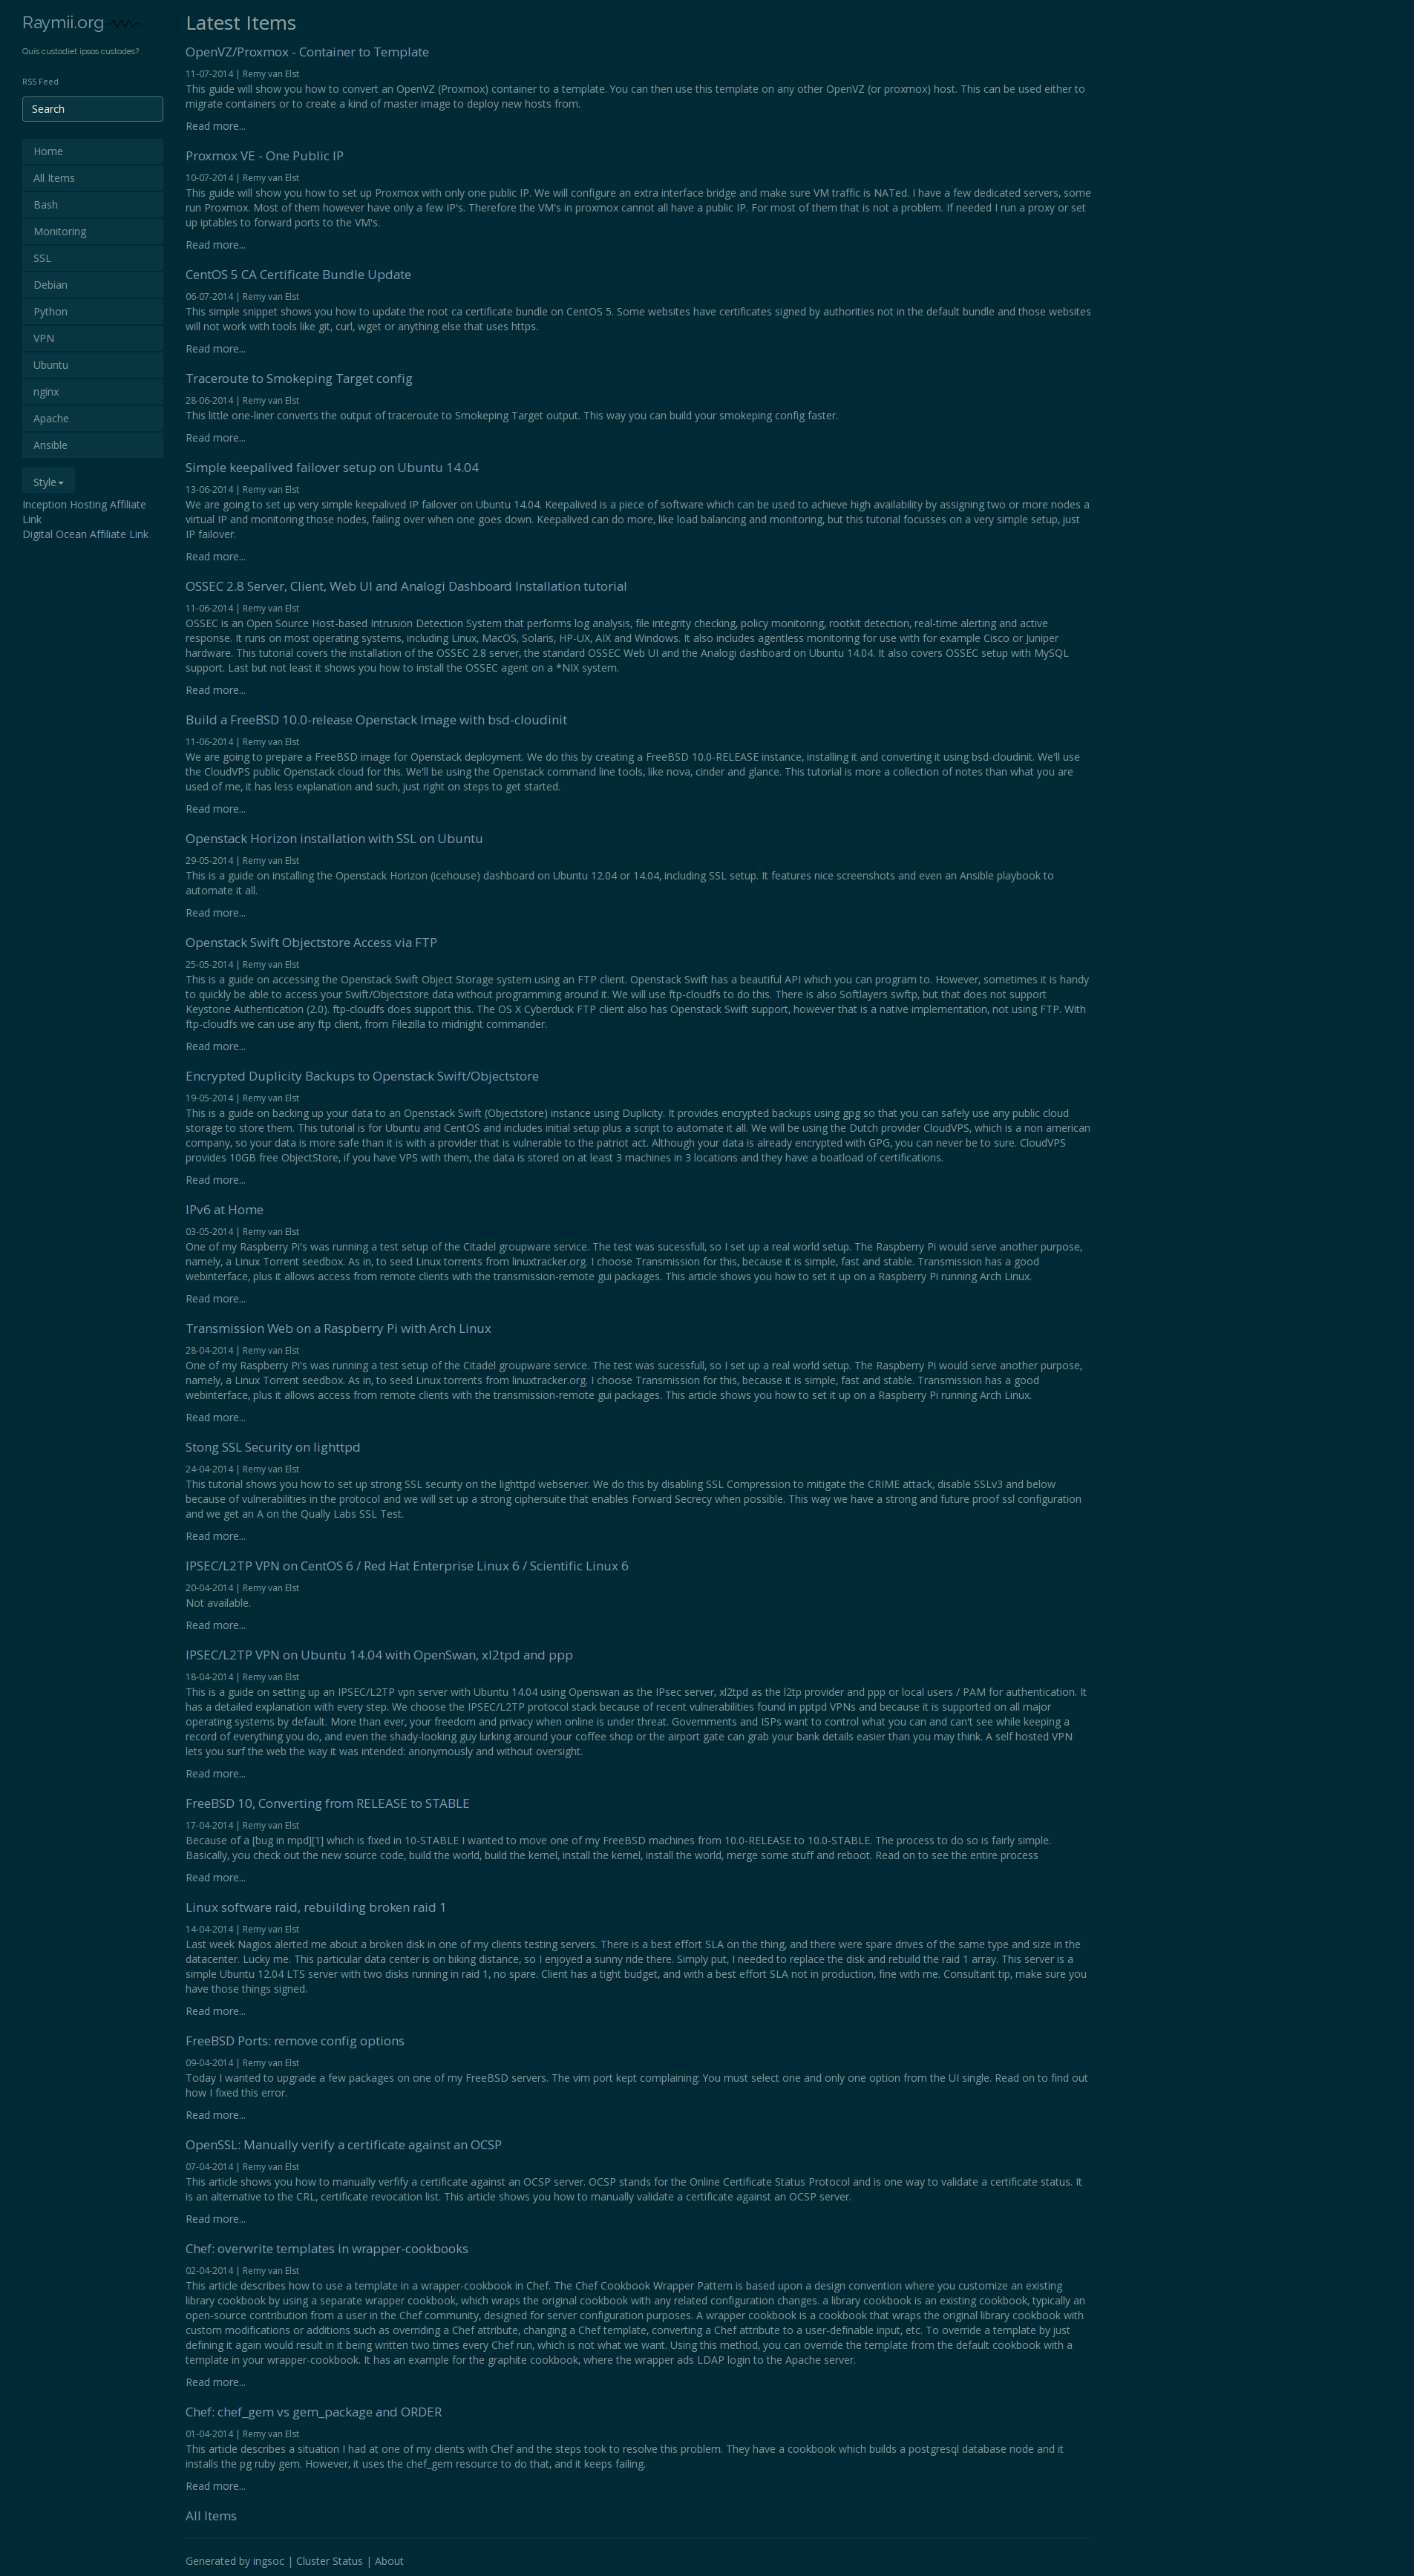 Raymii.org
Quis custodiet ipsos custodes?
RSS Feed
Search
Home
All Items
Bash
Monitoring
SSL
Debian
Python
VPN
Ubuntu
nginx
Apache
Ansible
Style
Inception Hosting Affiliate
Link
Digital Ocean Affiliate Link
Latest Items
OpenVZ/Proxmox - Container to Template
11-07-2014 | Remy van Elst
This guide will show you how to convert an OpenVZ (Proxmox) container to a template. You can then use this template on any other OpenVZ (or proxmox) host. This can be used either to
migrate containers or to create a kind of master image to deploy new hosts from.
Read more...
Proxmox VE - One Public IP
10-07-2014 | Remy van Elst
This guide will show you how to set up Proxmox with only one public IP. We will configure an extra interface bridge and make sure VM traffic is NATed. I have a few dedicated servers, some
run Proxmox. Most of them however have only a few IP's. Therefore the VM's in proxmox cannot all have a public IP. For most of them that is not a problem. If needed I run a proxy or set
up iptables to forward ports to the VM's.
Read more...
CentOS 5 CA Certificate Bundle Update
06-07-2014 | Remy van Elst
This simple snippet shows you how to update the root ca certificate bundle on CentOS 5. Some websites have certificates signed by authorities not in the default bundle and those websites
will not work with tools like git, curl, wget or anything else that uses https.
Read more...
Traceroute to Smokeping Target config
28-06-2014 | Remy van Elst
This little one-liner converts the output of traceroute to Smokeping Target output. This way you can build your smokeping config faster.
Read more...
Simple keepalived failover setup on Ubuntu 14.04
13-06-2014 | Remy van Elst
We are going to set up very simple keepalived IP failover on Ubuntu 14.04. Keepalived is a piece of software which can be used to achieve high availability by assigning two or more nodes a
virtual IP and monitoring those nodes, failing over when one goes down. Keepalived can do more, like load balancing and monitoring, but this tutorial focusses on a very simple setup, just
IP failover.
Read more...
OSSEC 2.8 Server, Client, Web UI and Analogi Dashboard Installation tutorial
11-06-2014 | Remy van Elst
OSSEC is an Open Source Host-based Intrusion Detection System that performs log analysis, file integrity checking, policy monitoring, rootkit detection, real-time alerting and active
response. It runs on most operating systems, including Linux, MacOS, Solaris, HP-UX, AIX and Windows. It also includes agentless monitoring for use with for example Cisco or Juniper
hardware. This tutorial covers the installation of the OSSEC 2.8 server, the standard OSSEC Web UI and the Analogi dashboard on Ubuntu 14.04. It also covers OSSEC setup with MySQL
support. Last but not least it shows you how to install the OSSEC agent on a *NIX system.
Read more...
Build a FreeBSD 10.0-release Openstack Image with bsd-cloudinit
11-06-2014 | Remy van Elst
We are going to prepare a FreeBSD image for Openstack deployment. We do this by creating a FreeBSD 10.0-RELEASE instance, installing it and converting it using bsd-cloudinit. We'll use
the CloudVPS public Openstack cloud for this. We'll be using the Openstack command line tools, like nova, cinder and glance. This tutorial is more a collection of notes than what you are
used of me, it has less explanation and such, just right on steps to get started.
Read more...
Openstack Horizon installation with SSL on Ubuntu
29-05-2014 | Remy van Elst
This is a guide on installing the Openstack Horizon (icehouse) dashboard on Ubuntu 12.04 or 14.04, including SSL setup. It features nice screenshots and even an Ansible playbook to
automate it all.
Read more...
Openstack Swift Objectstore Access via FTP
25-05-2014 | Remy van Elst
This is a guide on accessing the Openstack Swift Object Storage system using an FTP client. Openstack Swift has a beautiful API which you can program to. However, sometimes it is handy
to quickly be able to access your Swift/Objectstore data without programming around it. We will use ftp-cloudfs to do this. There is also Softlayers swftp, but that does not support
Keystone Authentication (2.0). ftp-cloudfs does support this. The OS X Cyberduck FTP client also has Openstack Swift support, however that is a native implementation, not using FTP. With
ftp-cloudfs we can use any ftp client, from Filezilla to midnight commander.
Read more...
Encrypted Duplicity Backups to Openstack Swift/Objectstore
19-05-2014 | Remy van Elst
This is a guide on backing up your data to an Openstack Swift (Objectstore) instance using Duplicity. It provides encrypted backups using gpg so that you can safely use any public cloud
storage to store them. This tutorial is for Ubuntu and CentOS and includes initial setup plus a script to automate it all. We will be using the Dutch provider CloudVPS, which is a non american
company, so your data is more safe than it is with a provider that is vulnerable to the patriot act. Although your data is already encrypted with GPG, you can never be to sure. CloudVPS
provides 10GB free ObjectStore, if you have VPS with them, the data is stored on at least 3 machines in 3 locations and they have a boatload of certifications.
Read more...
IPv6 at Home
03-05-2014 | Remy van Elst
One of my Raspberry Pi's was running a test setup of the Citadel groupware service. The test was sucessfull, so I set up a real world setup. The Raspberry Pi would serve another purpose,
namely, a Linux Torrent seedbox. As in, to seed Linux torrents from linuxtracker.org. I choose Transmission for this, because it is simple, fast and stable. Transmission has a good
webinterface, plus it allows access from remote clients with the transmission-remote gui packages. This article shows you how to set it up on a Raspberry Pi running Arch Linux.
Read more...
Transmission Web on a Raspberry Pi with Arch Linux
28-04-2014 | Remy van Elst
One of my Raspberry Pi's was running a test setup of the Citadel groupware service. The test was sucessfull, so I set up a real world setup. The Raspberry Pi would serve another purpose,
namely, a Linux Torrent seedbox. As in, to seed Linux torrents from linuxtracker.org. I choose Transmission for this, because it is simple, fast and stable. Transmission has a good
webinterface, plus it allows access from remote clients with the transmission-remote gui packages. This article shows you how to set it up on a Raspberry Pi running Arch Linux.
Read more...
Stong SSL Security on lighttpd
24-04-2014 | Remy van Elst
This tutorial shows you how to set up strong SSL security on the lighttpd webserver. We do this by disabling SSL Compression to mitigate the CRIME attack, disable SSLv3 and below
because of vulnerabilities in the protocol and we will set up a strong ciphersuite that enables Forward Secrecy when possible. This way we have a strong and future proof ssl configuration
and we get an A on the Qually Labs SSL Test.
Read more...
IPSEC/L2TP VPN on CentOS 6 / Red Hat Enterprise Linux 6 / Scientific Linux 6
20-04-2014 | Remy van Elst
Not available.
Read more...
IPSEC/L2TP VPN on Ubuntu 14.04 with OpenSwan, xl2tpd and ppp
18-04-2014 | Remy van Elst
This is a guide on setting up an IPSEC/L2TP vpn server with Ubuntu 14.04 using Openswan as the IPsec server, xl2tpd as the l2tp provider and ppp or local users / PAM for authentication. It
has a detailed explanation with every step. We choose the IPSEC/L2TP protocol stack because of recent vulnerabilities found in pptpd VPNs and because it is supported on all major
operating systems by default. More than ever, your freedom and privacy when online is under threat. Governments and ISPs want to control what you can and can't see while keeping a
record of everything you do, and even the shady-looking guy lurking around your coffee shop or the airport gate can grab your bank details easier than you may think. A self hosted VPN
lets you surf the web the way it was intended: anonymously and without oversight.
Read more...
FreeBSD 10, Converting from RELEASE to STABLE
17-04-2014 | Remy van Elst
Because of a [bug in mpd][1] which is fixed in 10-STABLE I wanted to move one of my FreeBSD machines from 10.0-RELEASE to 10.0-STABLE. The process to do so is fairly simple.
Basically, you check out the new source code, build the world, build the kernel, install the kernel, install the world, merge some stuff and reboot. Read on to see the entire process
Read more...
Linux software raid, rebuilding broken raid 1
14-04-2014 | Remy van Elst
Last week Nagios alerted me about a broken disk in one of my clients testing servers. There is a best effort SLA on the thing, and there were spare drives of the same type and size in the
datacenter. Lucky me. This particular data center is on biking distance, so I enjoyed a sunny ride there. Simply put, I needed to replace the disk and rebuild the raid 1 array. This server is a
simple Ubuntu 12.04 LTS server with two disks running in raid 1, no spare. Client has a tight budget, and with a best effort SLA not in production, fine with me. Consultant tip, make sure you
have those things signed.
Read more...
FreeBSD Ports: remove config options
09-04-2014 | Remy van Elst
Today I wanted to upgrade a few packages on one of my FreeBSD servers. The vim port kept complaining: You must select one and only one option from the UI single. Read on to find out
how I fixed this error.
Read more...
OpenSSL: Manually verify a certificate against an OCSP
07-04-2014 | Remy van Elst
This article shows you how to manually verfify a certificate against an OCSP server. OCSP stands for the Online Certificate Status Protocol and is one way to validate a certificate status. It
is an alternative to the CRL, certificate revocation list. This article shows you how to manually validate a certificate against an OCSP server.
Read more...
Chef: overwrite templates in wrapper-cookbooks
02-04-2014 | Remy van Elst
This article describes how to use a template in a wrapper-cookbook in Chef. The Chef Cookbook Wrapper Pattern is based upon a design convention where you customize an existing
library cookbook by using a separate wrapper cookbook, which wraps the original cookbook with any related configuration changes. a library cookbook is an existing cookbook, typically an
open-source contribution from a user in the Chef community, designed for server configuration purposes. A wrapper cookbook is a cookbook that wraps the original library cookbook with
custom modifications or additions such as overriding a Chef attribute, changing a Chef template, converting a Chef attribute to a user-definable input, etc. To override a template by just
defining it again would result in it being written two times every Chef run, which is not what we want. Using this method, you can override the template from the default cookbook with a
template in your wrapper-cookbook. It has an example for the graphite cookbook, where the wrapper ads LDAP login to the Apache server.
Read more...
Chef: chef_gem vs gem_package and ORDER
01-04-2014 | Remy van Elst
This article describes a situation I had at one of my clients with Chef and the steps took to resolve this problem. They have a cookbook which builds a postgresql database node and it
installs the pg ruby gem. However, it uses the chef_gem resource to do that, and it keeps failing.
Read more...
All Items
Generated by ingsoc | Cluster Status | About